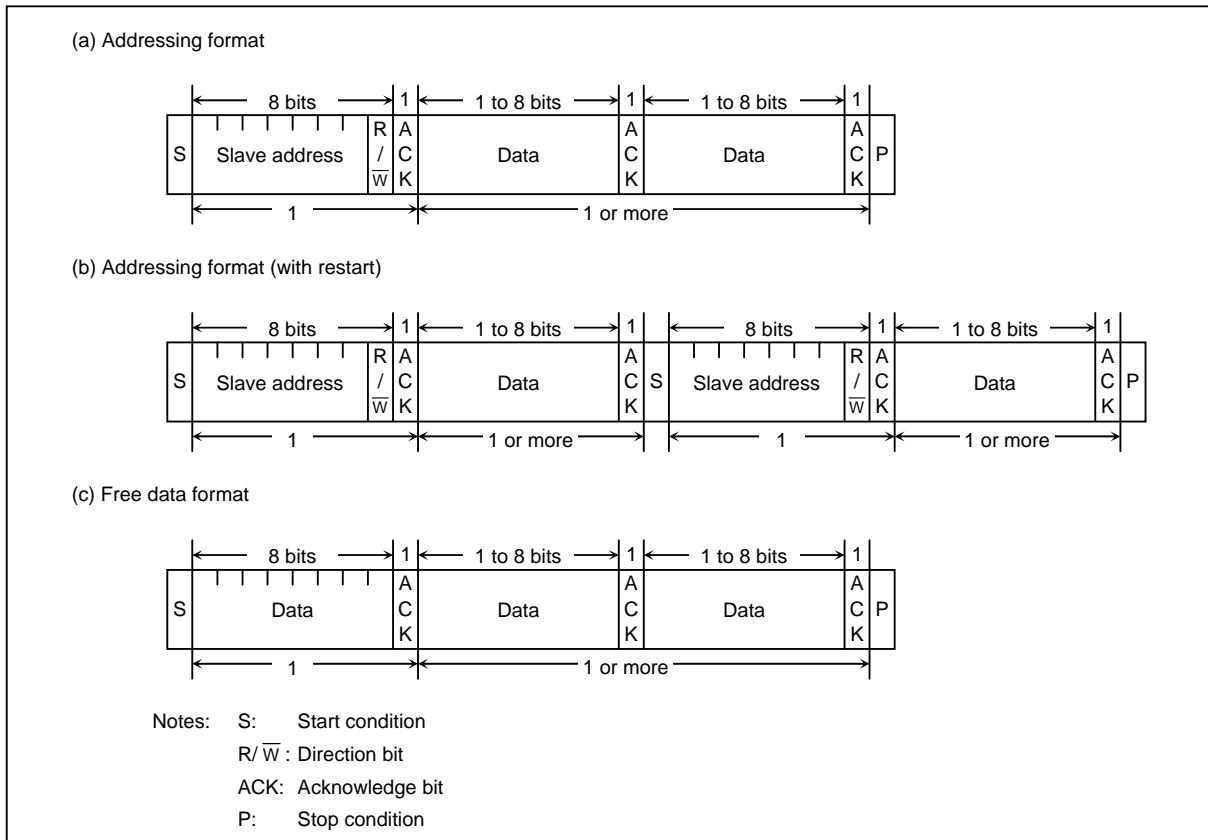 (a) Addressing format
8 bits 1 1 to 8 bits 1 1 to 8 bits 1
S Slave address R/W̅ ACK Data ACK Data ACK P
1 1 or more
(b) Addressing format (with restart)
8 bits 1 1 to 8 bits 1 8 bits 1 1 to 8 bits 1
S Slave address R/W̅ ACK Data ACK S Slave address R/W̅ ACK Data ACK P
1 1 or more 1 1 or more
(c) Free data format
8 bits 1 1 to 8 bits 1 1 to 8 bits 1
S Data ACK Data ACK Data ACK P
1 1 or more
Notes: S: Start condition
R/W̅ : Direction bit
ACK: Acknowledge bit
P: Stop condition